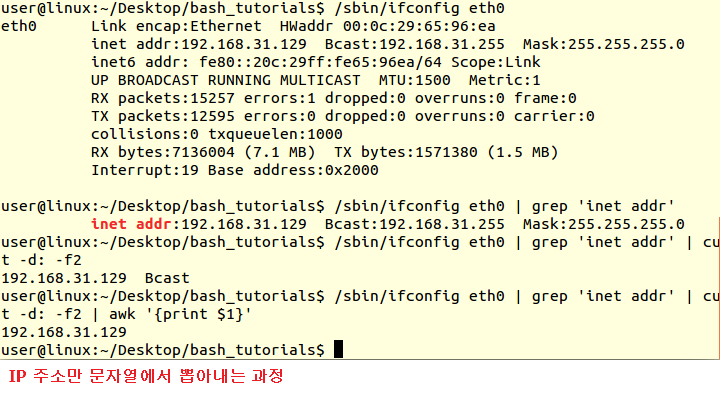 user@linux:~/Desktop/bash_tutorials$ /sbin/ifconfig eth0
eth0      Link encap:Ethernet  HWaddr 00:0c:29:65:96:ea
          inet addr:192.168.31.129  Bcast:192.168.31.255  Mask:255.255.255.0
          inet6 addr: fe80::20c:29ff:fe65:96ea/64 Scope:Link
          UP BROADCAST RUNNING MULTICAST  MTU:1500  Metric:1
          RX packets:15257 errors:1 dropped:0 overruns:0 frame:0
          TX packets:12595 errors:0 dropped:0 overruns:0 carrier:0
          collisions:0 txqueuelen:1000
          RX bytes:7136004 (7.1 MB)  TX bytes:1571380 (1.5 MB)
          Interrupt:19 Base address:0x2000
user@linux:~/Desktop/bash_tutorials$ /sbin/ifconfig eth0 | grep 'inet addr'
          inet addr:192.168.31.129  Bcast:192.168.31.255  Mask:255.255.255.0
user@linux:~/Desktop/bash_tutorials$ /sbin/ifconfig eth0 | grep 'inet addr' | cu
t -d: -f2
192.168.31.129  Bcast
user@linux:~/Desktop/bash_tutorials$ /sbin/ifconfig eth0 | grep 'inet addr' | cu
t -d: -f2 | awk '{print $1}'
192.168.31.129
user@linux:~/Desktop/bash_tutorials$
IP 주소만 문자열에서 뽑아내는 과정